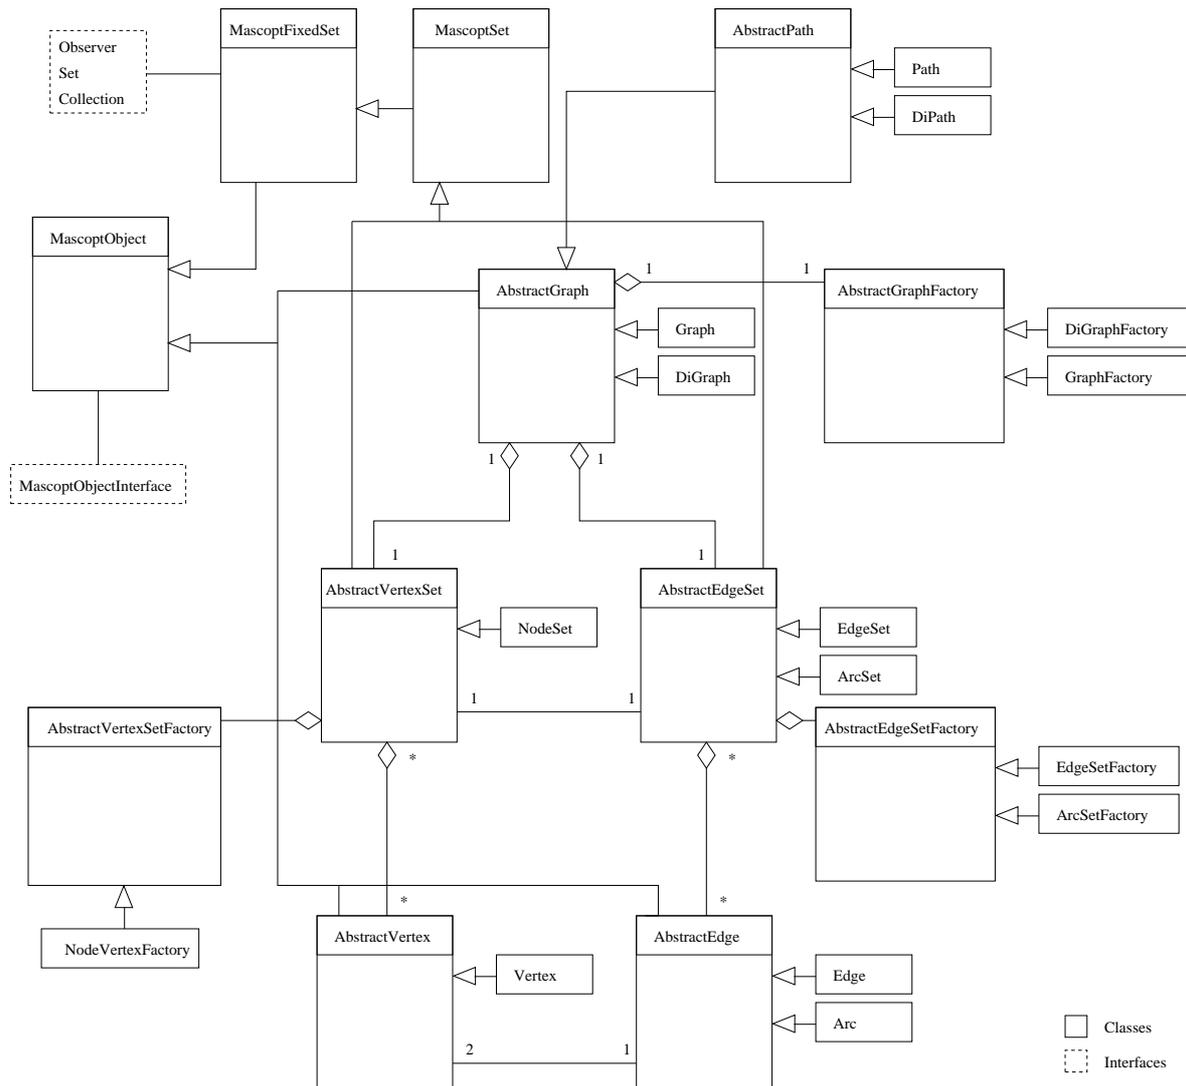 MascoptFixedSet
MascoptSet
AbstractPath
Observer
Set
Collection
Path
DiPath
MascoptObject
1
1
AbstractGraph
AbstractGraphFactory
Graph
DiGraphFactory
DiGraph
GraphFactory
1
1
MascoptObjectInterface
1
1
AbstractVertexSet
AbstractEdgeSet
NodeSet
EdgeSet
ArcSet
1
1
AbstractVertexSetFactory
AbstractEdgeSetFactory
*
*
EdgeSetFactory
ArcSetFactory
*
*
AbstractVertex
AbstractEdge
NodeVertexFactory
Vertex
Edge
Arc
Classes
2
1
Interfaces